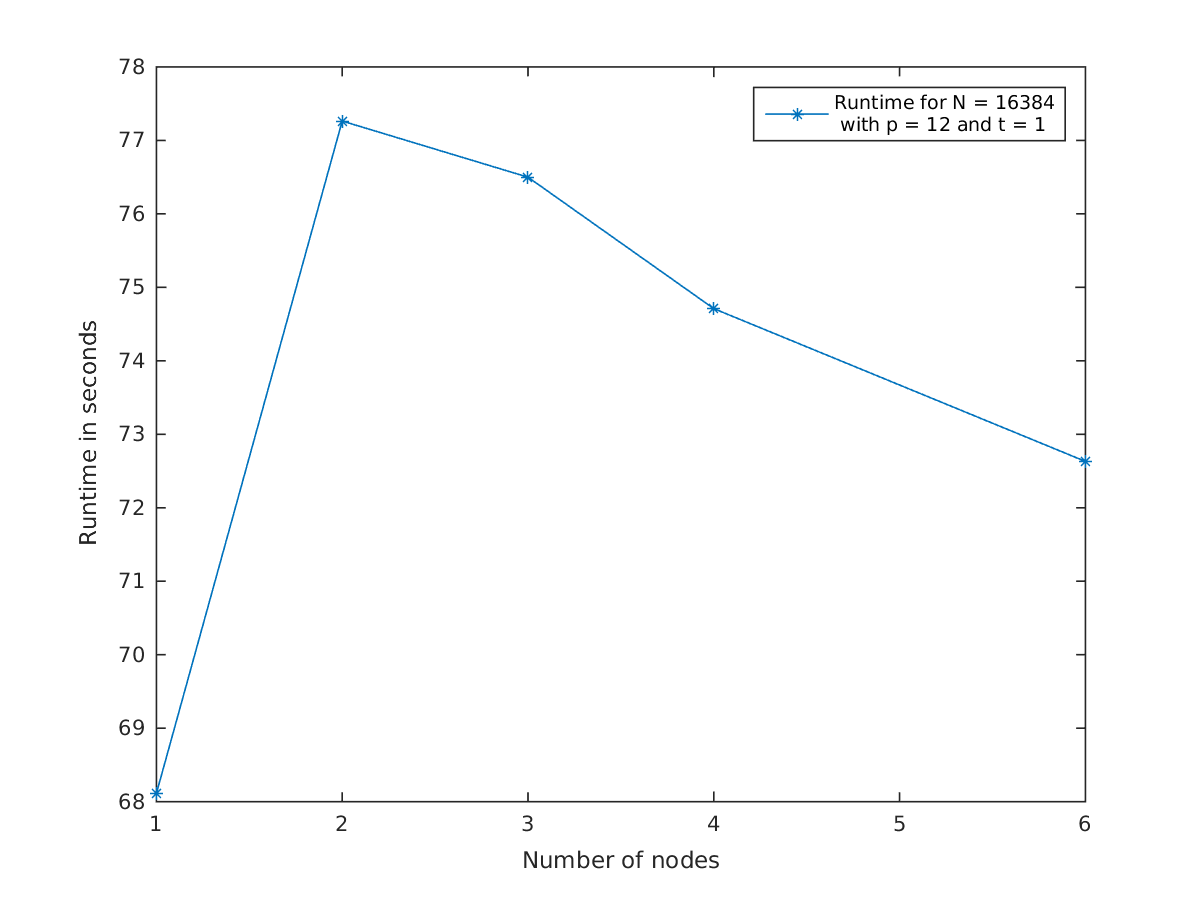 Runtime for N = 16384
with p = 12 and t = 1
78
77
76
75
74
73
72
71
70
69
68
Runtime in seconds
1 2 3 4 5 6
Number of nodes